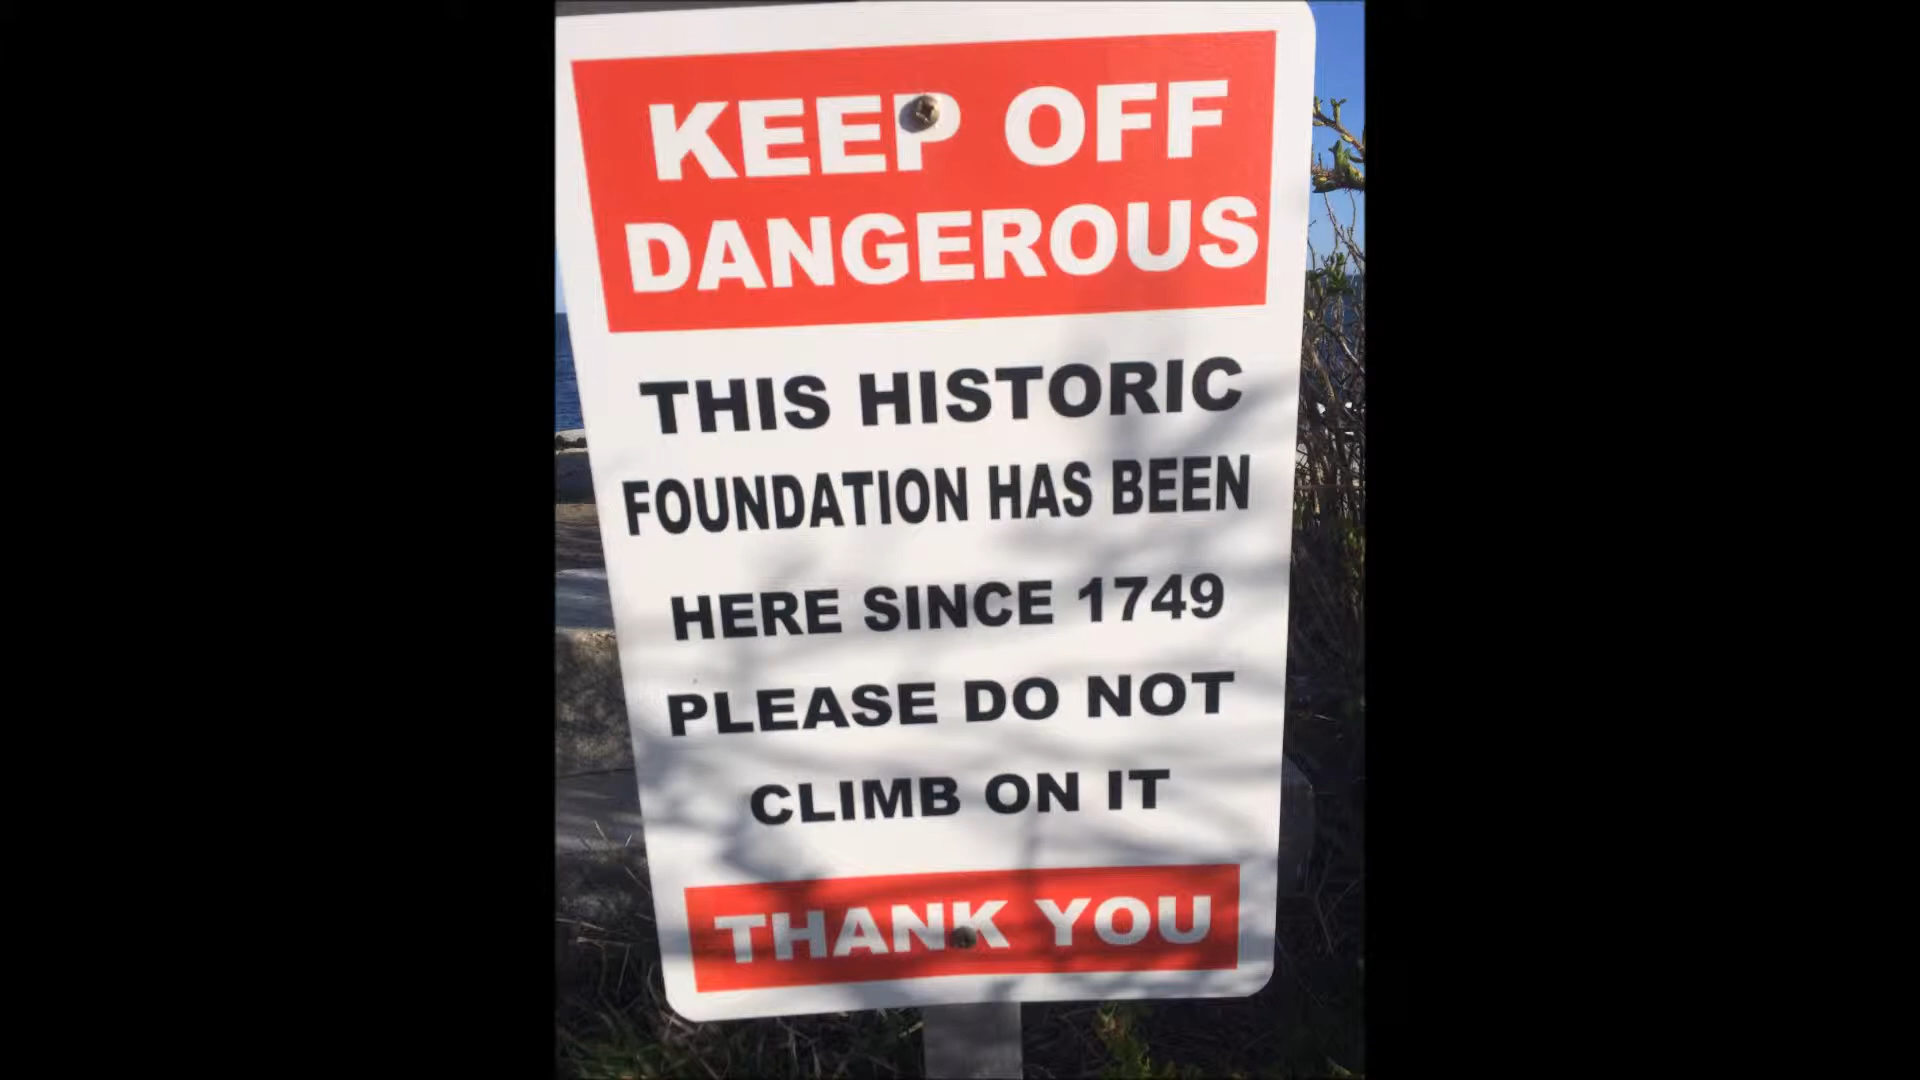 KEEP OFF
DANGEROUS
THIS HISTORIC
FOUNDATION HAS BEEN
HERE SINCE 1749
PLEASE DO NOT
CLIMB ON IT
THANK YOU